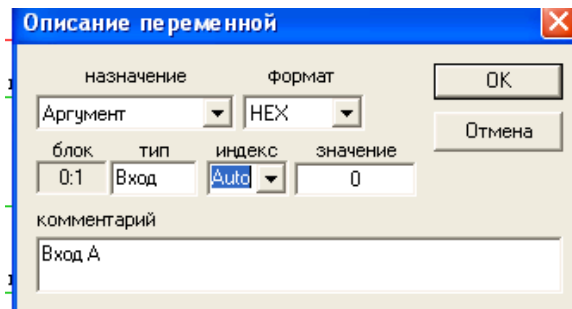 Описание переменной
назначение формат
Аргумент HEX OK
Отмена
блок тип индекс значение
0:1 Вход Auto 0
комментарий
Вход А